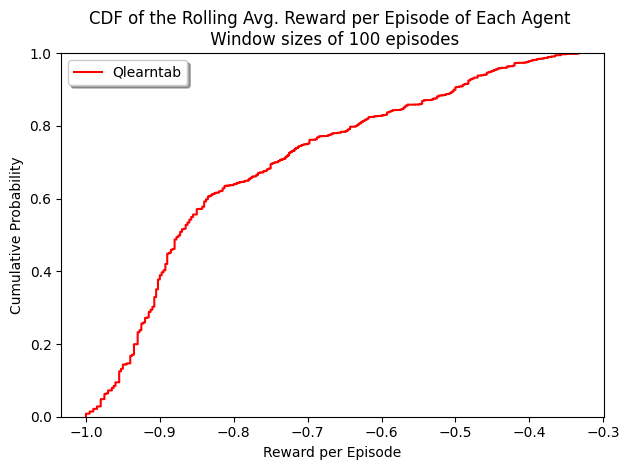 CDF of the Rolling Avg. Reward per Episode of Each Agent
Window sizes of 100 episodes
Qlearntab
1.0
0.8
0.6
0.4
0.2
0.0
Cumulative Probability
−1.0 −0.9 −0.8 −0.7 −0.6 −0.5 −0.4 −0.3
Reward per Episode